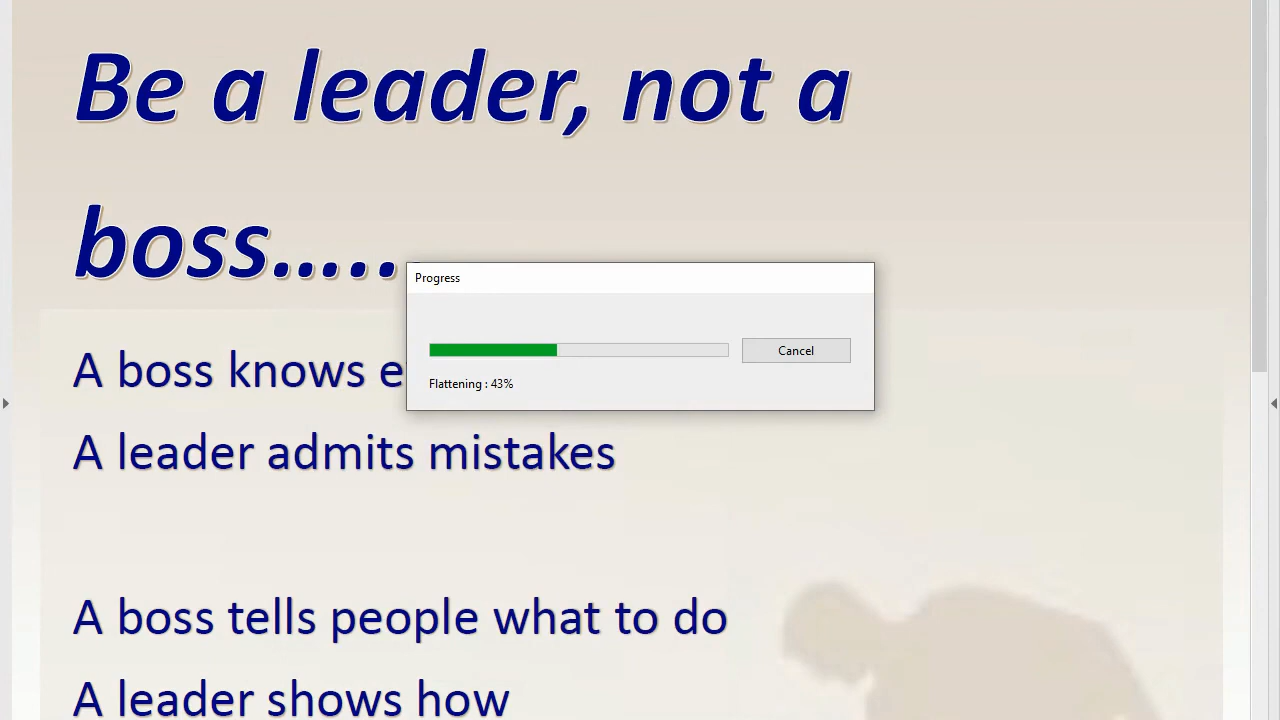 Be a leader, not a
boss.....
Progress
Cancel
Flattening : 43%
A boss knows
A leader admits mistakes
A boss tells people what to do
A leader shows how